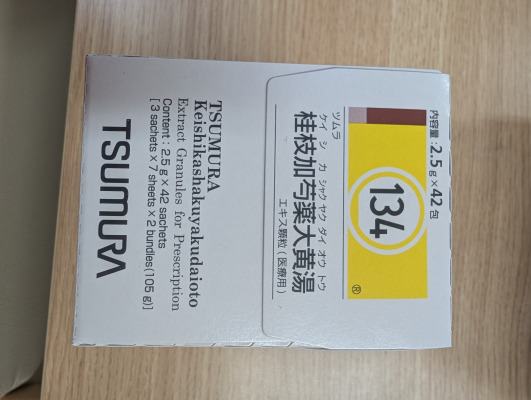 内容量:2.5g×42包
134
®
ツムラ
ケイ シ カ シャクヤク ダイ オウ トウ
桂枝加芍薬大黄湯
エキス顆粒(医療用)
TSUMURA
Keishikashakuyakudaioto
Extract Granules for Prescription
Content : 2.5 g × 42 sachets
[ 3 sachets × 7 sheets × 2 bundles (105 g)]
TSUMURA